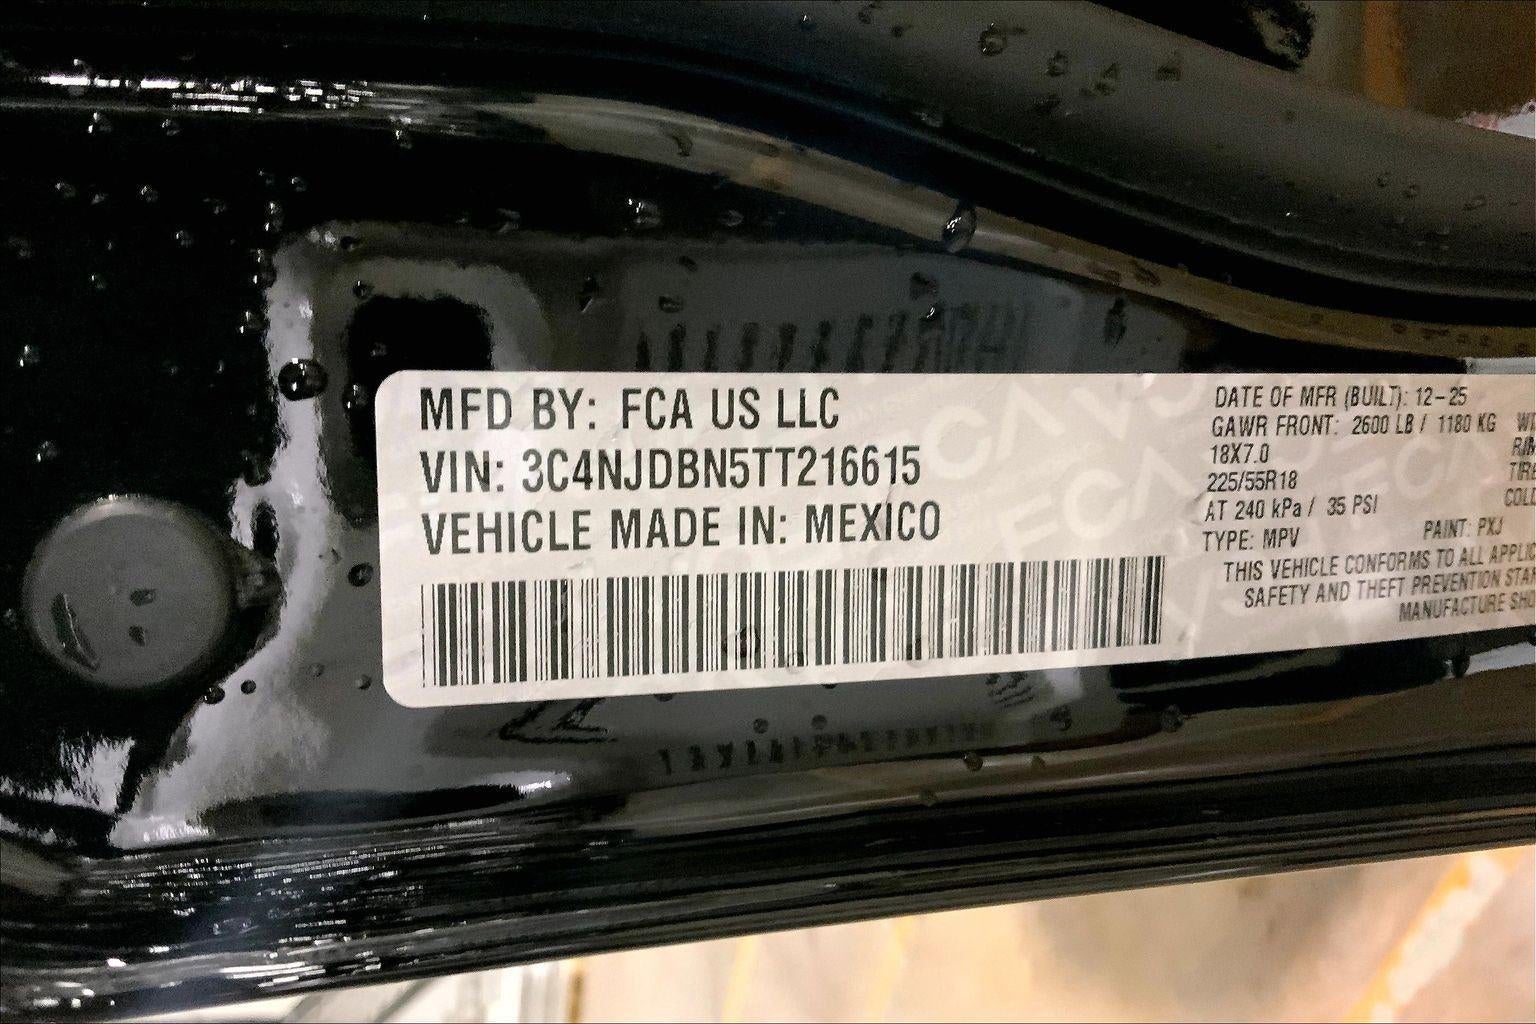 MFD BY: FCA US LLC
VIN: 3C4NJDBN5TT216615
VEHICLE MADE IN: MEXICO
DATE OF MFR (BUILT): 12-25
GAWR FRONT: 2600 LB / 1180 KG
18X7.0
225/55R18
AT 240 kPa / 35 PSI
TYPE: MPV PAINT: PXJ
THIS VEHICLE CONFORMS TO ALL
SAFETY AND THEFT PREVENTION
MANUFACTURE